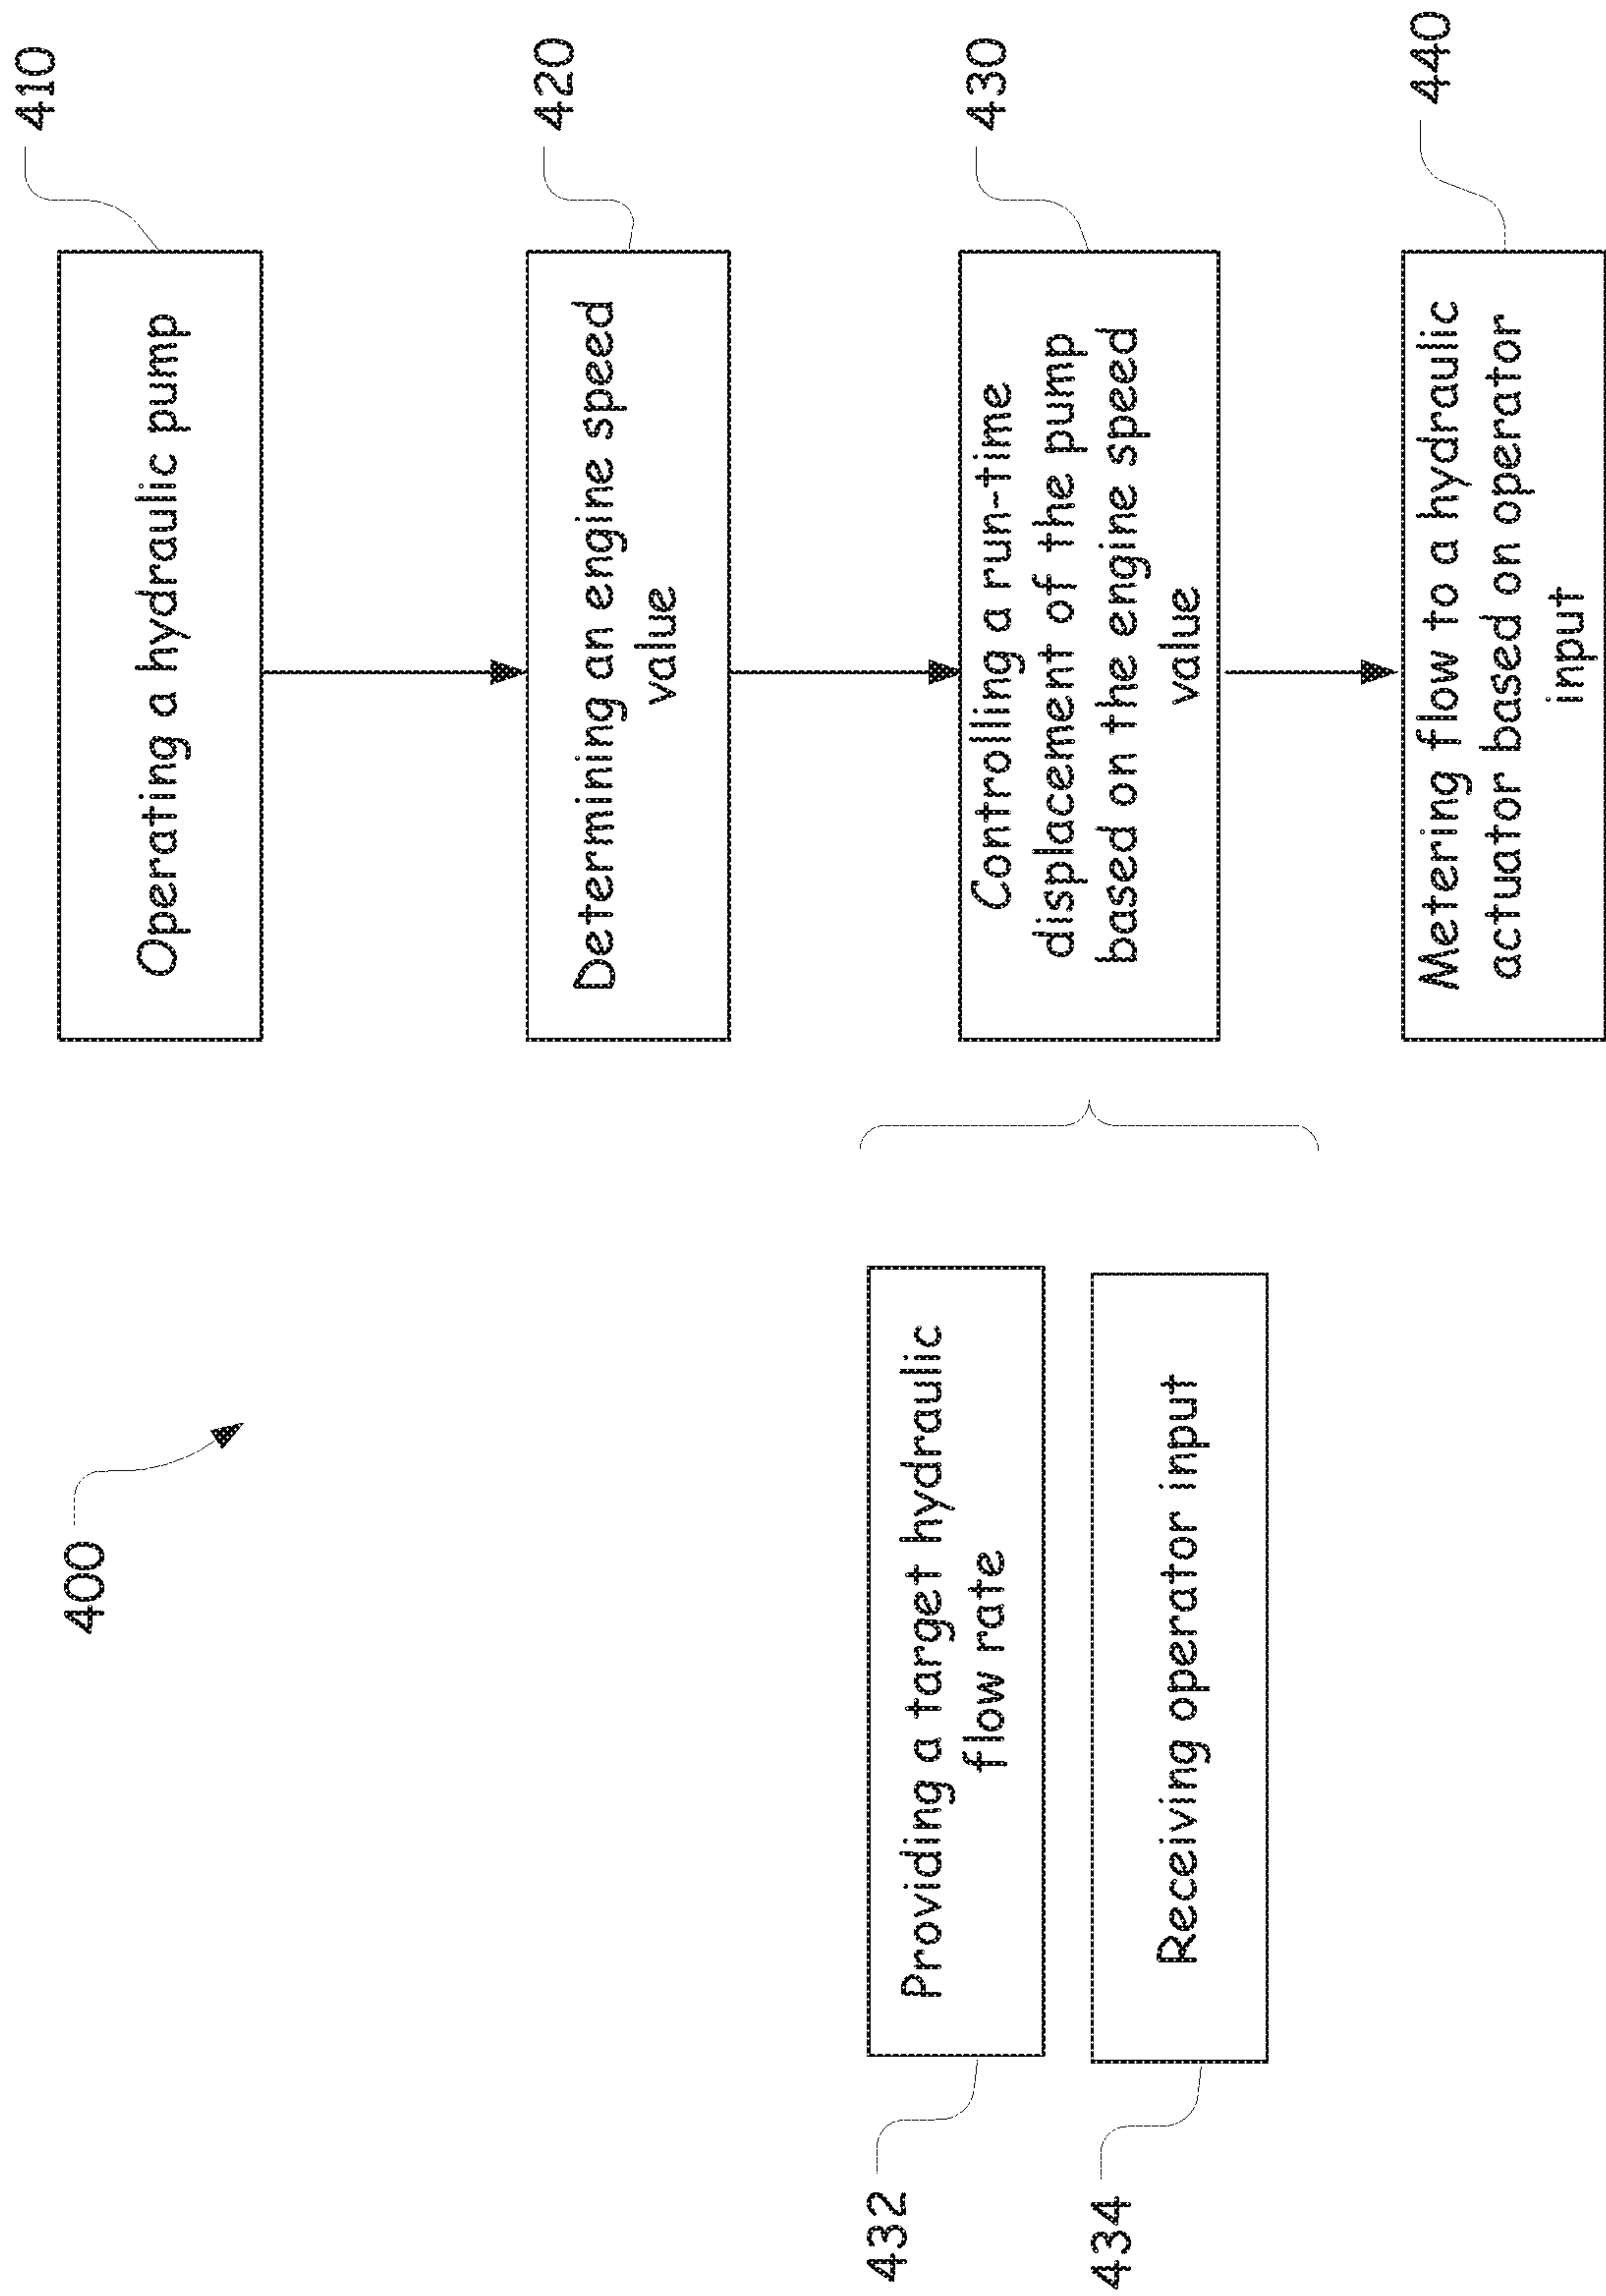 400
410
Operating a hydraulic pump
420
Determining an engine speed
value
430
Controlling a run-time
displacement of the pump
based on the engine speed
value
432
Providing a target hydraulic
flow rate
434
Receiving operator input
440
Metering flow to a hydraulic
actuator based on operator
input